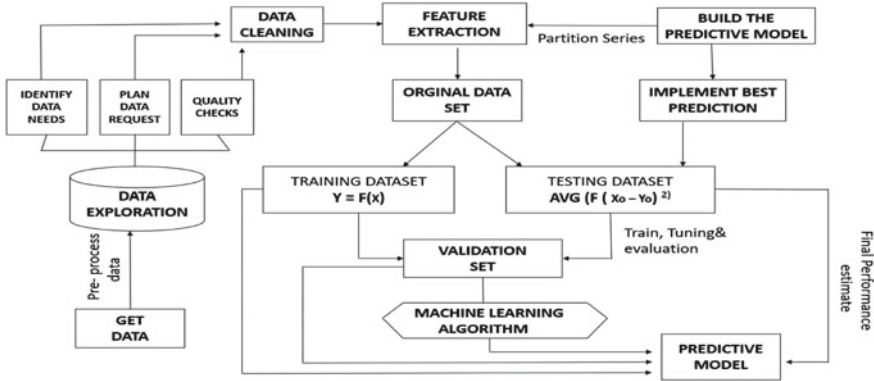 DATA
CLEANING
FEATURE
EXTRACTION
Partition Series
BUILD THE
PREDICTIVE MODEL
IDENTIFY
DATA
NEEDS
PLAN
DATA
REQUEST
QUALITY
CHECKS
ORGINAL DATA
SET
IMPLEMENT BEST
PREDICTION
DATA
EXPLORATION
TRAINING DATASET
Y = F(x)
TESTING DATASET
AVG (F ( xo – Yo) 2)
Train, Tuning&
evaluation
VALIDATION
SET
Pre- process
data
GET
DATA
MACHINE LEARNING
ALGORITHM
PREDICTIVE
MODEL
Final Performance
estimate